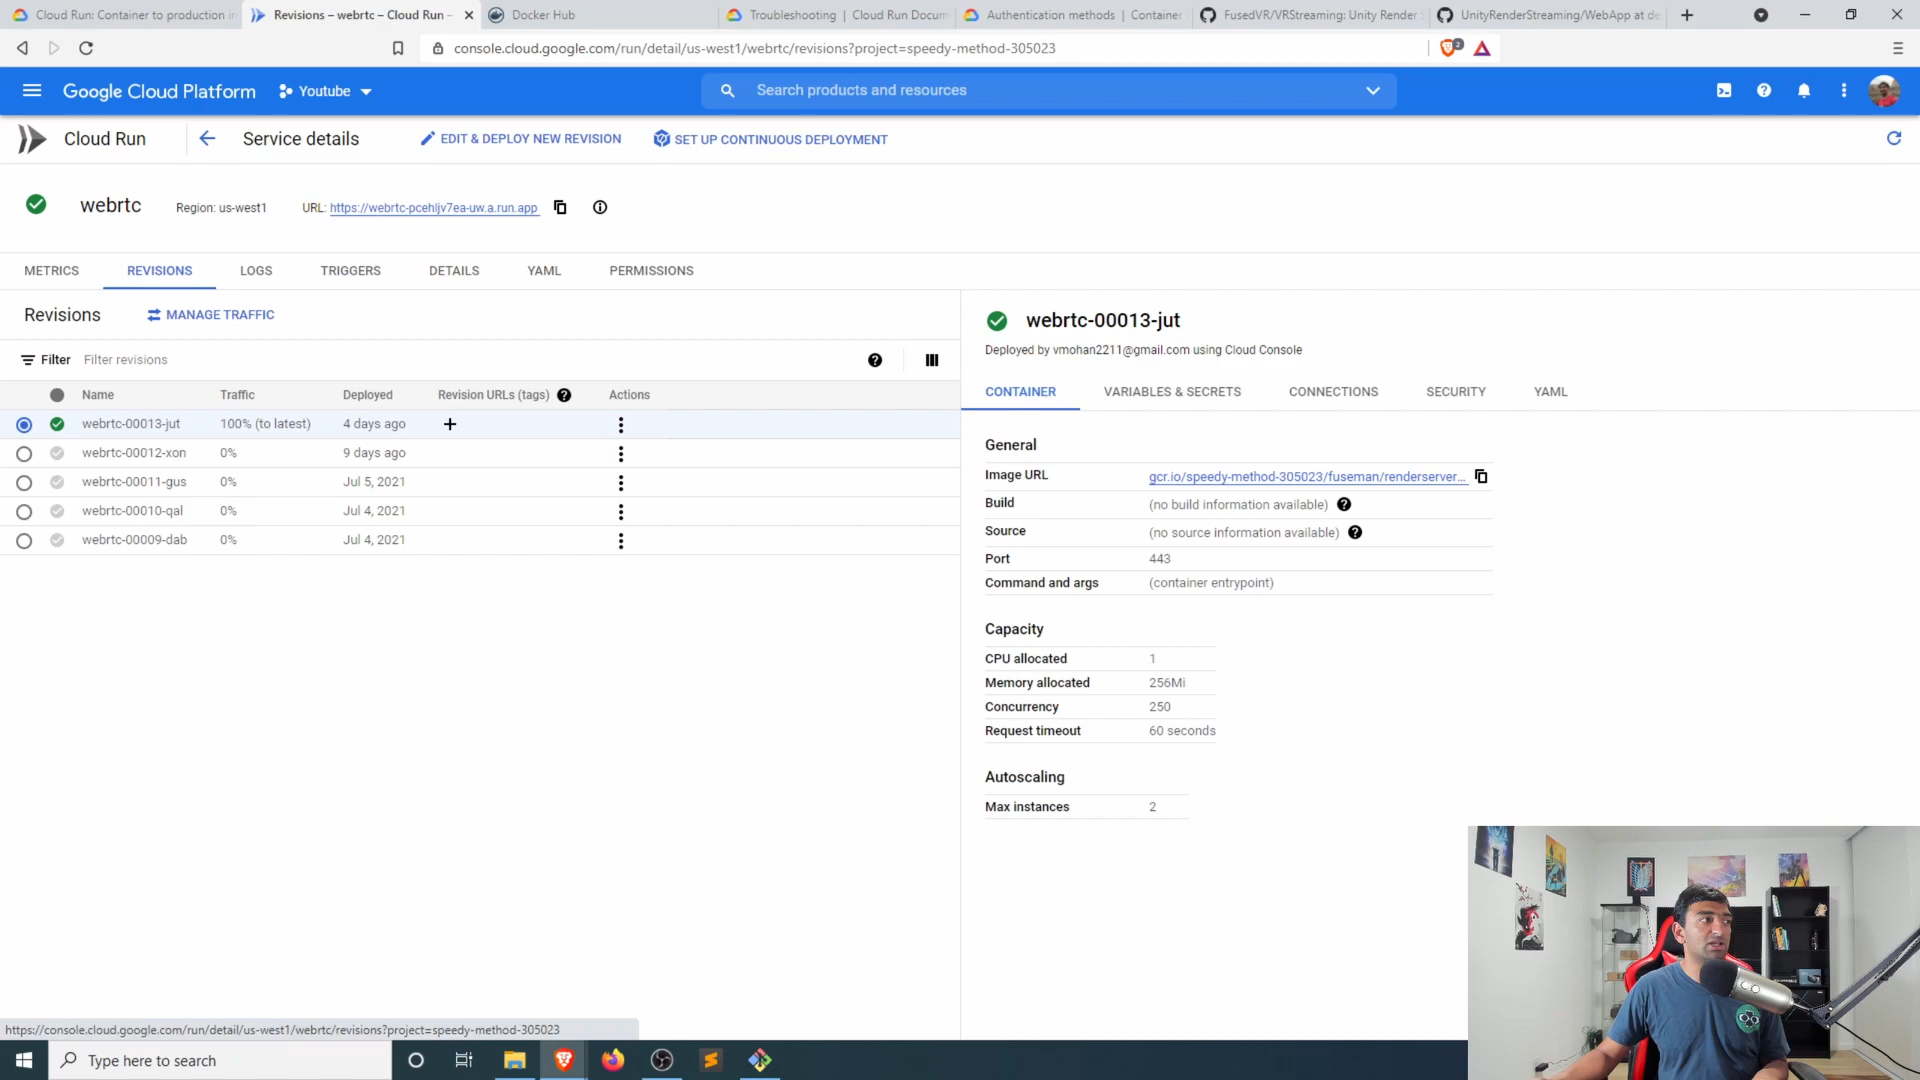 Cloud Run: Container to production in
Revisions – webrtc – Cloud Run –
Docker Hub
Troubleshooting | Cloud Run Docum
Authentication methods | Container
FusedVR/VRStreaming: Unity Render S
UnityRenderStreaming/WebApp at de
console.cloud.google.com/run/detail/us-west1/webrtc/revisions?project=speedy-method-305023
2
Google Cloud Platform
Youtube
Search products and resources
Cloud Run
Service details
EDIT & DEPLOY NEW REVISION
SET UP CONTINUOUS DEPLOYMENT
webrtc
Region: us-west1
URL: https://webrtc-pcehljv7ea-uw.a.run.app
METRICS
REVISIONS
LOGS
TRIGGERS
DETAILS
YAML
PERMISSIONS
Revisions
MANAGE TRAFFIC
Filter
Filter revisions
Name Traffic Deployed Revision URLs (tags) Actions
webrtc-00013-jut 100% (to latest) 4 days ago
webrtc-00012-xon 0% 9 days ago
webrtc-00011-gus 0% Jul 5, 2021
webrtc-00010-qal 0% Jul 4, 2021
webrtc-00009-dab 0% Jul 4, 2021
webrtc-00013-jut
Deployed by vmohan2211@gmail.com using Cloud Console
CONTAINER
VARIABLES & SECRETS
CONNECTIONS
SECURITY
YAML
General
Image URL gcr.io/speedy-method-305023/fuseman/renderserver...
Build (no build information available)
Source (no source information available)
Port 443
Command and args (container entrypoint)
Capacity
CPU allocated 1
Memory allocated 256Mi
Concurrency 250
Request timeout 60 seconds
Autoscaling
Max instances 2
https://console.cloud.google.com/run/detail/us-west1/webrtc/revisions?project=speedy-method-305023
Type here to search